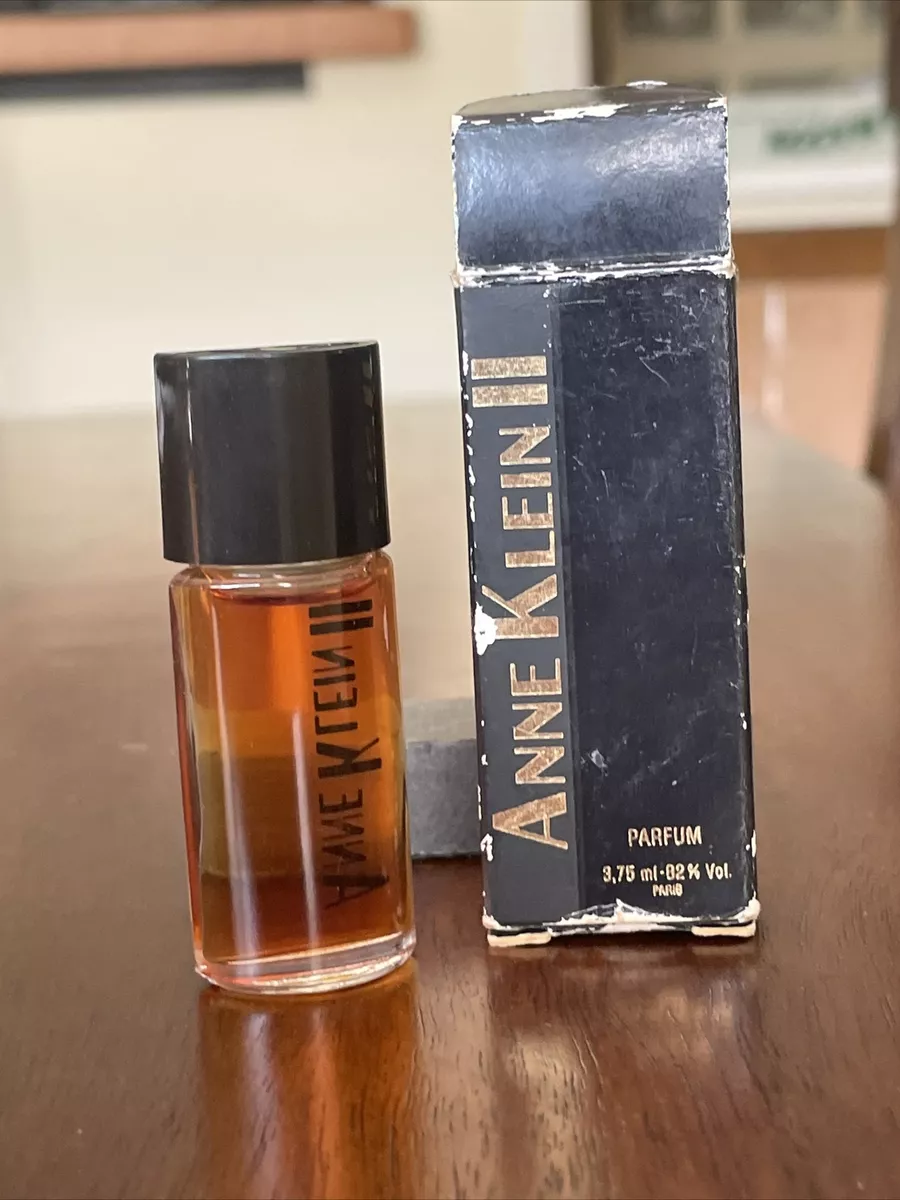 ANNE KLEIN II
ANNE KLEIN II
PARFUM
3,75 ml-82% Vol.
PARIS